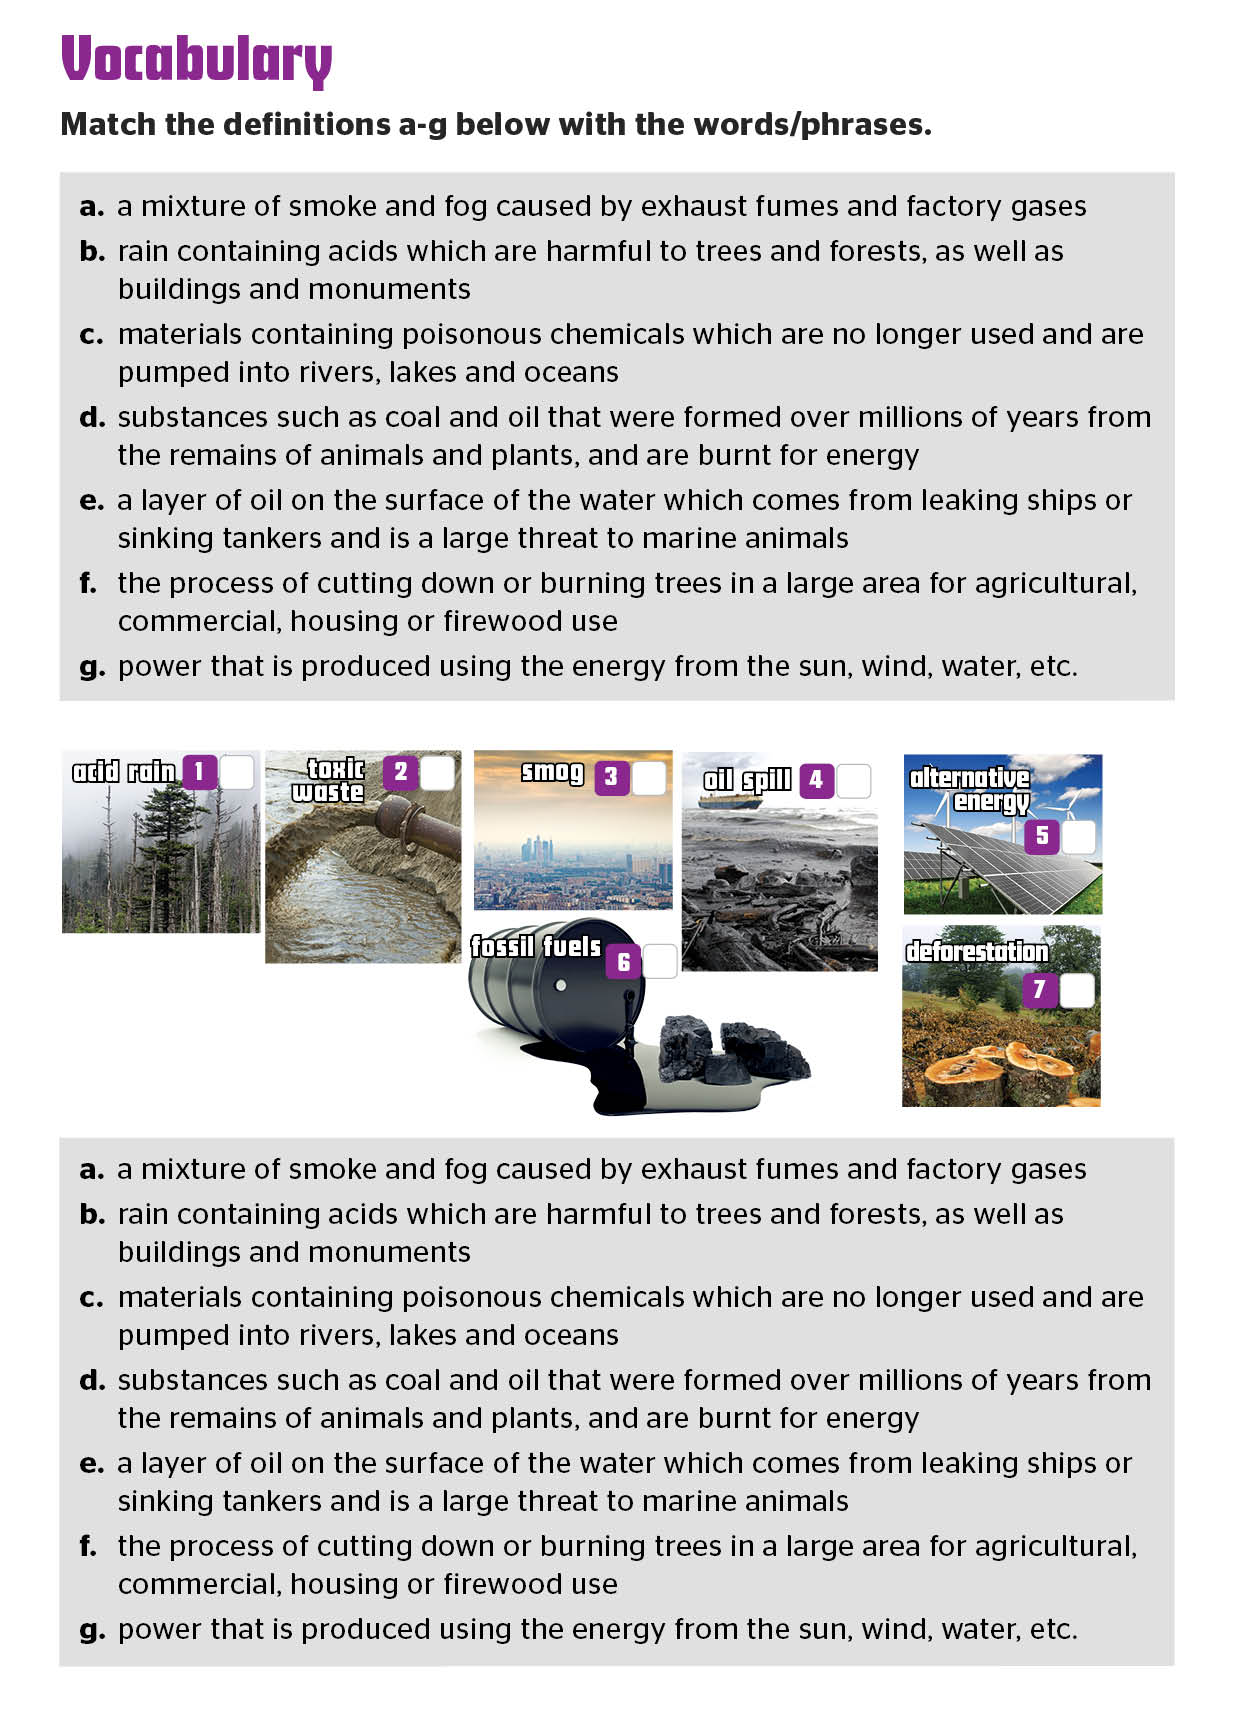 Vocabulary
Match the definitions a-g below with the words/phrases.
a. a mixture of smoke and fog caused by exhaust fumes and factory gases
b. rain containing acids which are harmful to trees and forests, as well as
buildings and monuments
c. materials containing poisonous chemicals which are no longer used and are
pumped into rivers, lakes and oceans
d. substances such as coal and oil that were formed over millions of years from
the remains of animals and plants, and are burnt for energy
e. a layer of oil on the surface of the water which comes from leaking ships or
sinking tankers and is a large threat to marine animals
f. the process of cutting down or burning trees in a large area for agricultural,
commercial, housing or firewood use
g. power that is produced using the energy from the sun, wind, water, etc.
acid rain 1
toxic
waste 2
smog 3
oil spill 4
alternative
energy
5
fossil fuels 6
deforestation
7
a. a mixture of smoke and fog caused by exhaust fumes and factory gases
b. rain containing acids which are harmful to trees and forests, as well as
buildings and monuments
c. materials containing poisonous chemicals which are no longer used and are
pumped into rivers, lakes and oceans
d. substances such as coal and oil that were formed over millions of years from
the remains of animals and plants, and are burnt for energy
e. a layer of oil on the surface of the water which comes from leaking ships or
sinking tankers and is a large threat to marine animals
f. the process of cutting down or burning trees in a large area for agricultural,
commercial, housing or firewood use
g. power that is produced using the energy from the sun, wind, water, etc.